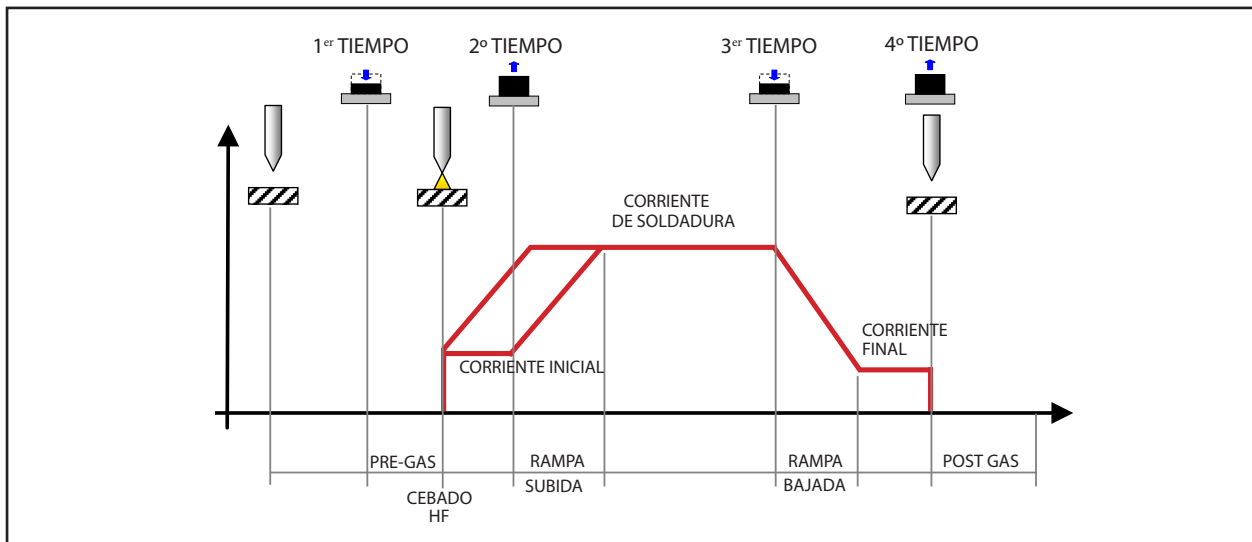 1er TIEMPO
2º TIEMPO
3er TIEMPO
4º TIEMPO
CORRIENTE
DE SOLDADURA
CORRIENTE
FINAL
CORRIENTE INICIAL
PRE-GAS
CEBADO
HF
RAMPA
SUBIDA
RAMPA
BAJADA
POST GAS